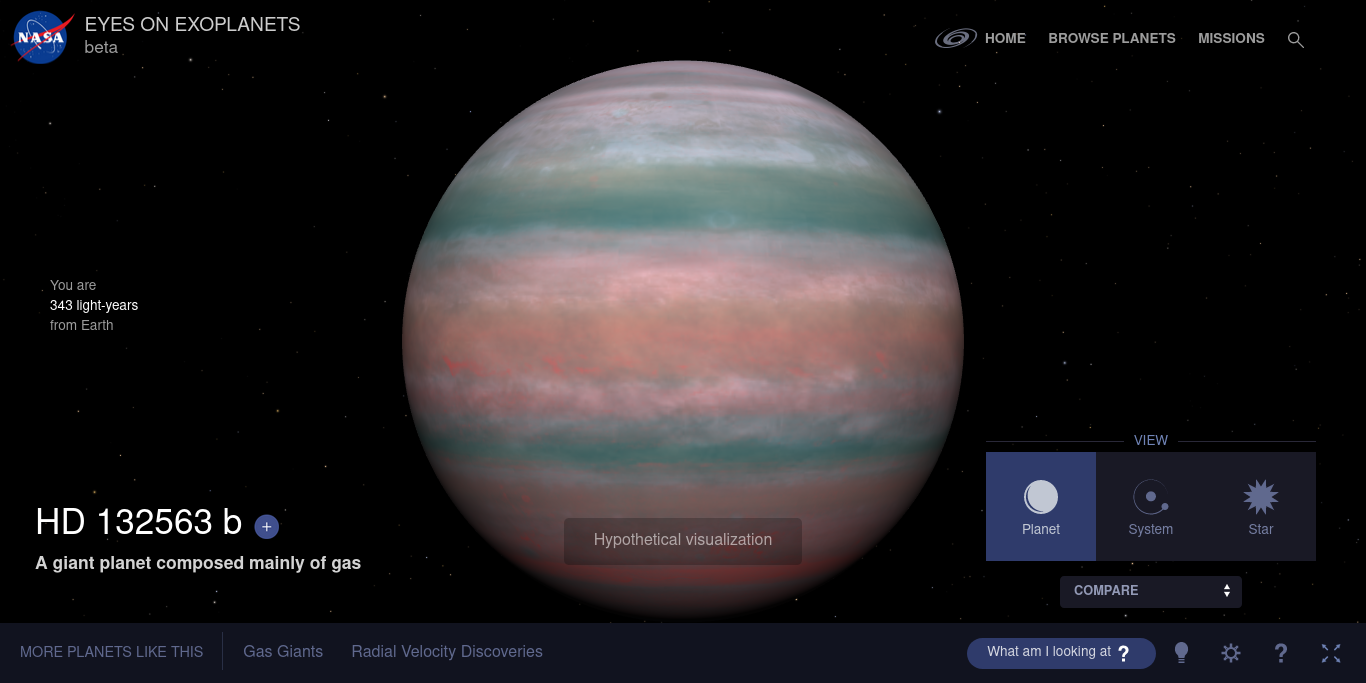 NASA
EYES ON EXOPLANETS
beta
HOME
BROWSE PLANETS
MISSIONS
You are
343 light-years
from Earth
VIEW
Planet
System
Star
HD 132563 b +
A giant planet composed mainly of gas
Hypothetical visualization
COMPARE
MORE PLANETS LIKE THIS
Gas Giants
Radial Velocity Discoveries
What am I looking at ?
?